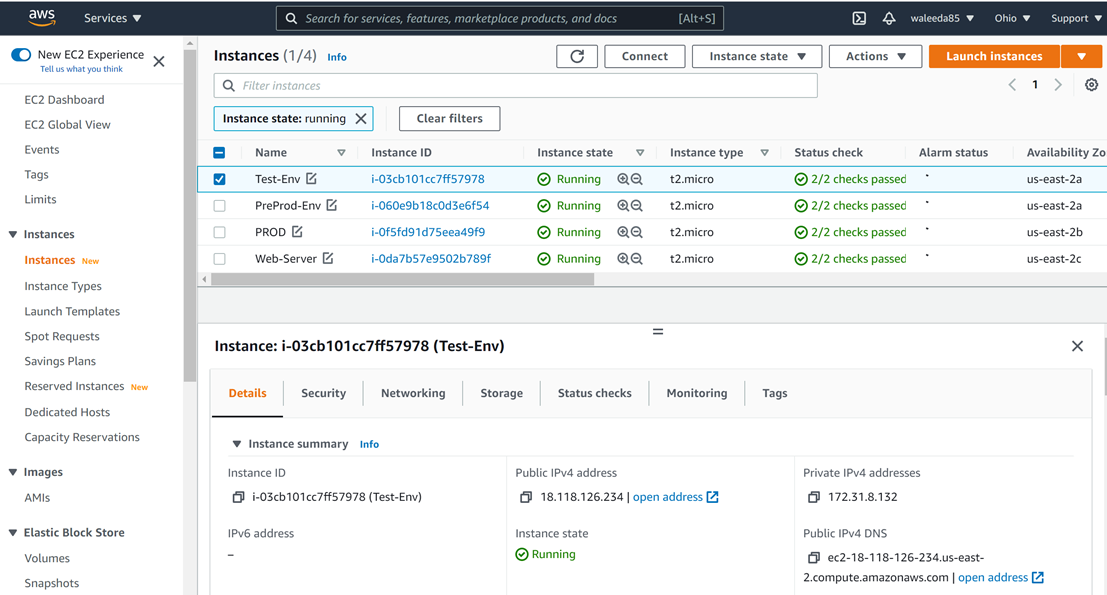 aws Services Search for services, features, marketplace products, and docs [Alt+S] waleeda85 Ohio Support
New EC2 Experience
Tell us what you think
EC2 Dashboard
EC2 Global View
Events
Tags
Limits
Instances
Instances New
Instance Types
Launch Templates
Spot Requests
Savings Plans
Reserved Instances New
Dedicated Hosts
Capacity Reservations
Images
AMIs
Elastic Block Store
Volumes
Snapshots
Instances (1/4) Info Connect Instance state Actions Launch instances
Filter instances 1
Instance state: running Clear filters
Name Instance ID Instance state Instance type Status check Alarm status Availability Zo
Test-Env i-03cb101cc7ff57978 Running t2.micro 2/2 checks passed us-east-2a
PreProd-Env i-060e9b18c0d3e6f54 Running t2.micro 2/2 checks passed us-east-2a
PROD i-0f5fd91d75eea49f9 Running t2.micro 2/2 checks passed us-east-2b
Web-Server i-0da7b57e9502b789f Running t2.micro 2/2 checks passed us-east-2c
Instance: i-03cb101cc7ff57978 (Test-Env)
Details Security Networking Storage Status checks Monitoring Tags
Instance summary Info
Instance ID Public IPv4 address Private IPv4 addresses
i-03cb101cc7ff57978 (Test-Env) 18.118.126.234 | open address 172.31.8.132
IPv6 address Instance state Public IPv4 DNS
– Running ec2-18-118-126-234.us-east-
2.compute.amazonaws.com | open address